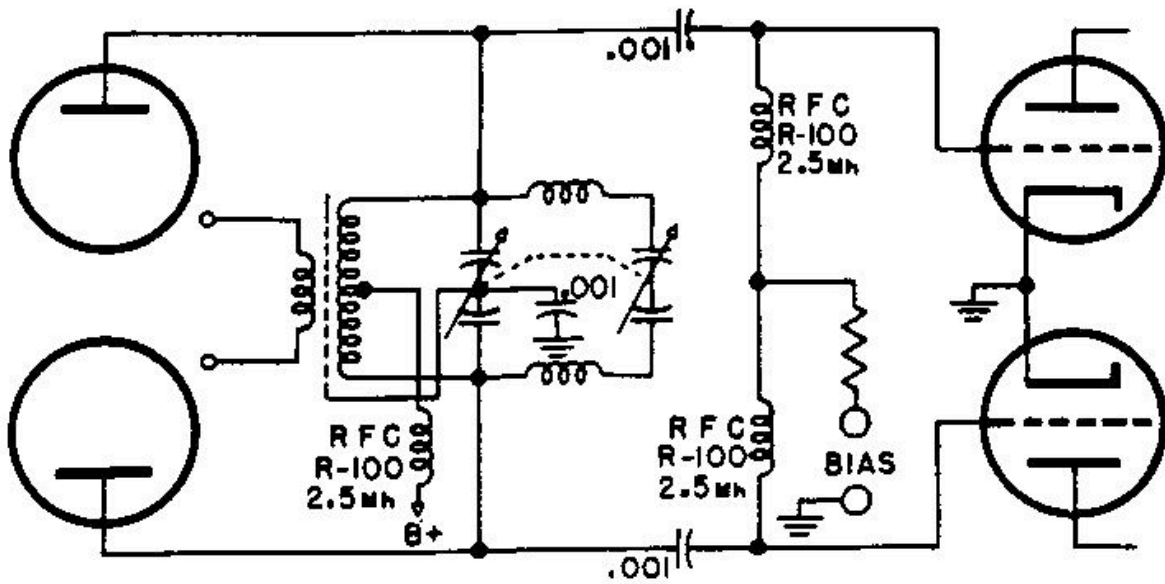 .001
RFC
R-100
2.5Mh
.001
RFC
R-100
2.5Mh
B+
RFC
R-100
2.5Mh
BIAS
.001